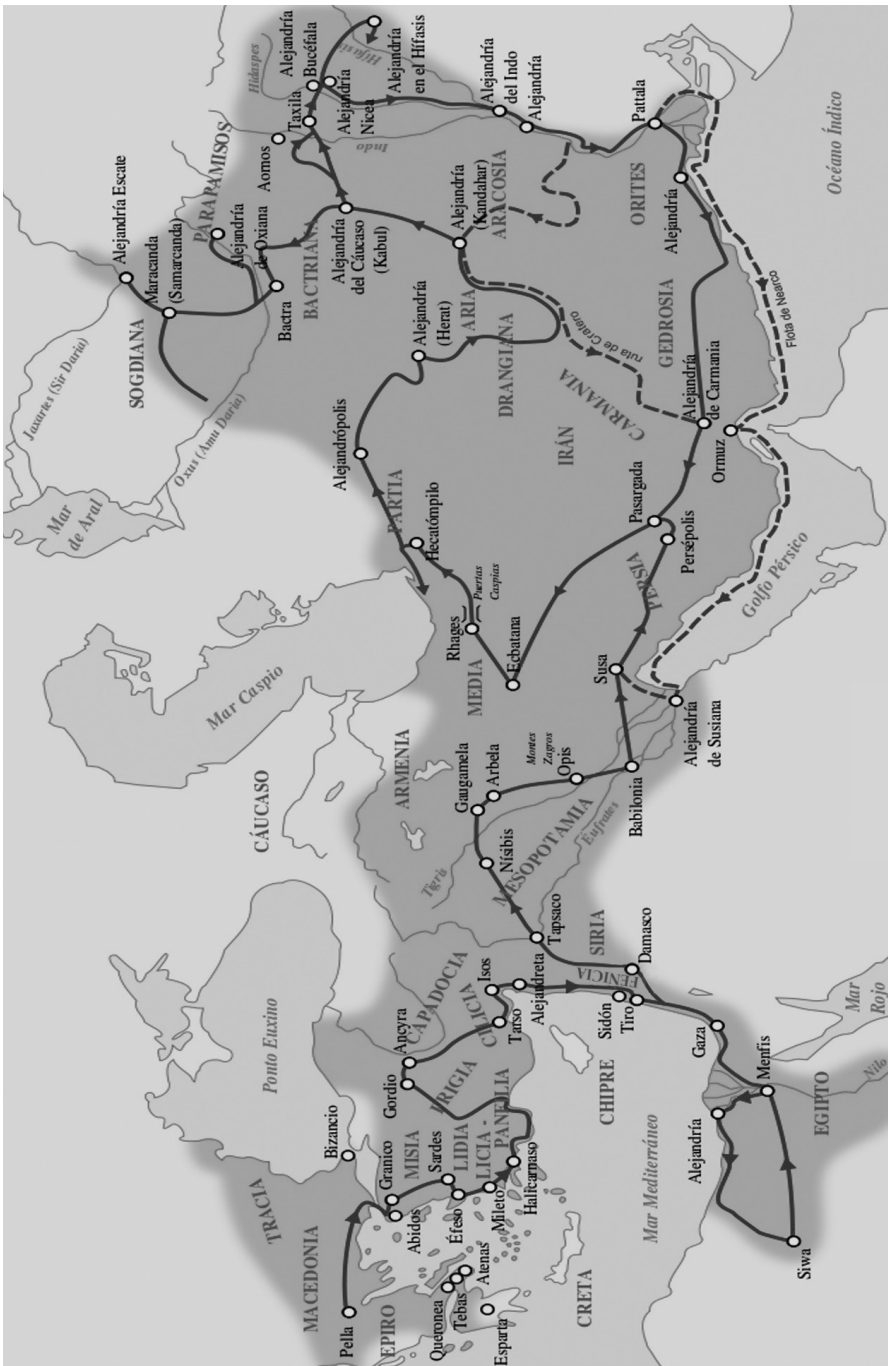 TRACIA
MACEDONIA
Pella
EPIRO
Queronea
Tebas
Atenas
Esparta
CRETA
Bizancio
Granico
Abidos
MISIA
Sardes
LIDIA
Éfeso
LICIA -
PANFILIA
Mileto
Halicarnaso
Ponto Euxino
Gordio
Ancyra
FRIGIA
CAPADOCIA
CILICIA
Tarso
Isos
Alejandreta
CHIPRE
Mar Mediterráneo
Sidón
Tiro
FENICIA
Damasco
SIRIA
Gaza
Alejandría
Menfis
Siwa
EGIPTO
Nilo
Mar
Rojo
CÁUCASO
ARMENIA
Tigris
Tapsaco
Nísibis
Gaugamela
Arbela
MESOPOTAMIA
Éufrates
Montes
Zagros
Opis
Babilonia
Susa
Alejandría
de Susiana
Mar Caspio
MEDIA
Ecbatana
Rhages
Puertas
Caspias
Hecatómpilo
PARTIA
Alejandrópolis
PERSIA
Persépolis
Pasargada
Golfo Pérsico
IRÁN
CARMANIA
Alejandría
de Carmania
Ormuz
Flota de Nearco
ruta de Cratero
DRANGIANA
ARIA
Alejandría
(Herat)
GEDROSIA
Mar
de Aral
Jaxartes (Sir Daria)
Oxus (Amu Daria)
SOGDIANA
Maracanda
(Samarcanda)
Alejandría Escate
PARAPAMISOS
Alejandría
de Oxiana
Bactra
BACTRIANA
Alejandría
del Cáucaso
(Kabul)
Alejandría
(Kandahar)
ARACOSIA
Aornos
Taxila
Hidaspes
Alejandría
Bucéfala
Alejandría
Nicea
Hífasis
Alejandría
en el Hífasis
Indo
Alejandría
del Indo
Alejandría
Pattala
ORITES
Alejandría
Océano Índico